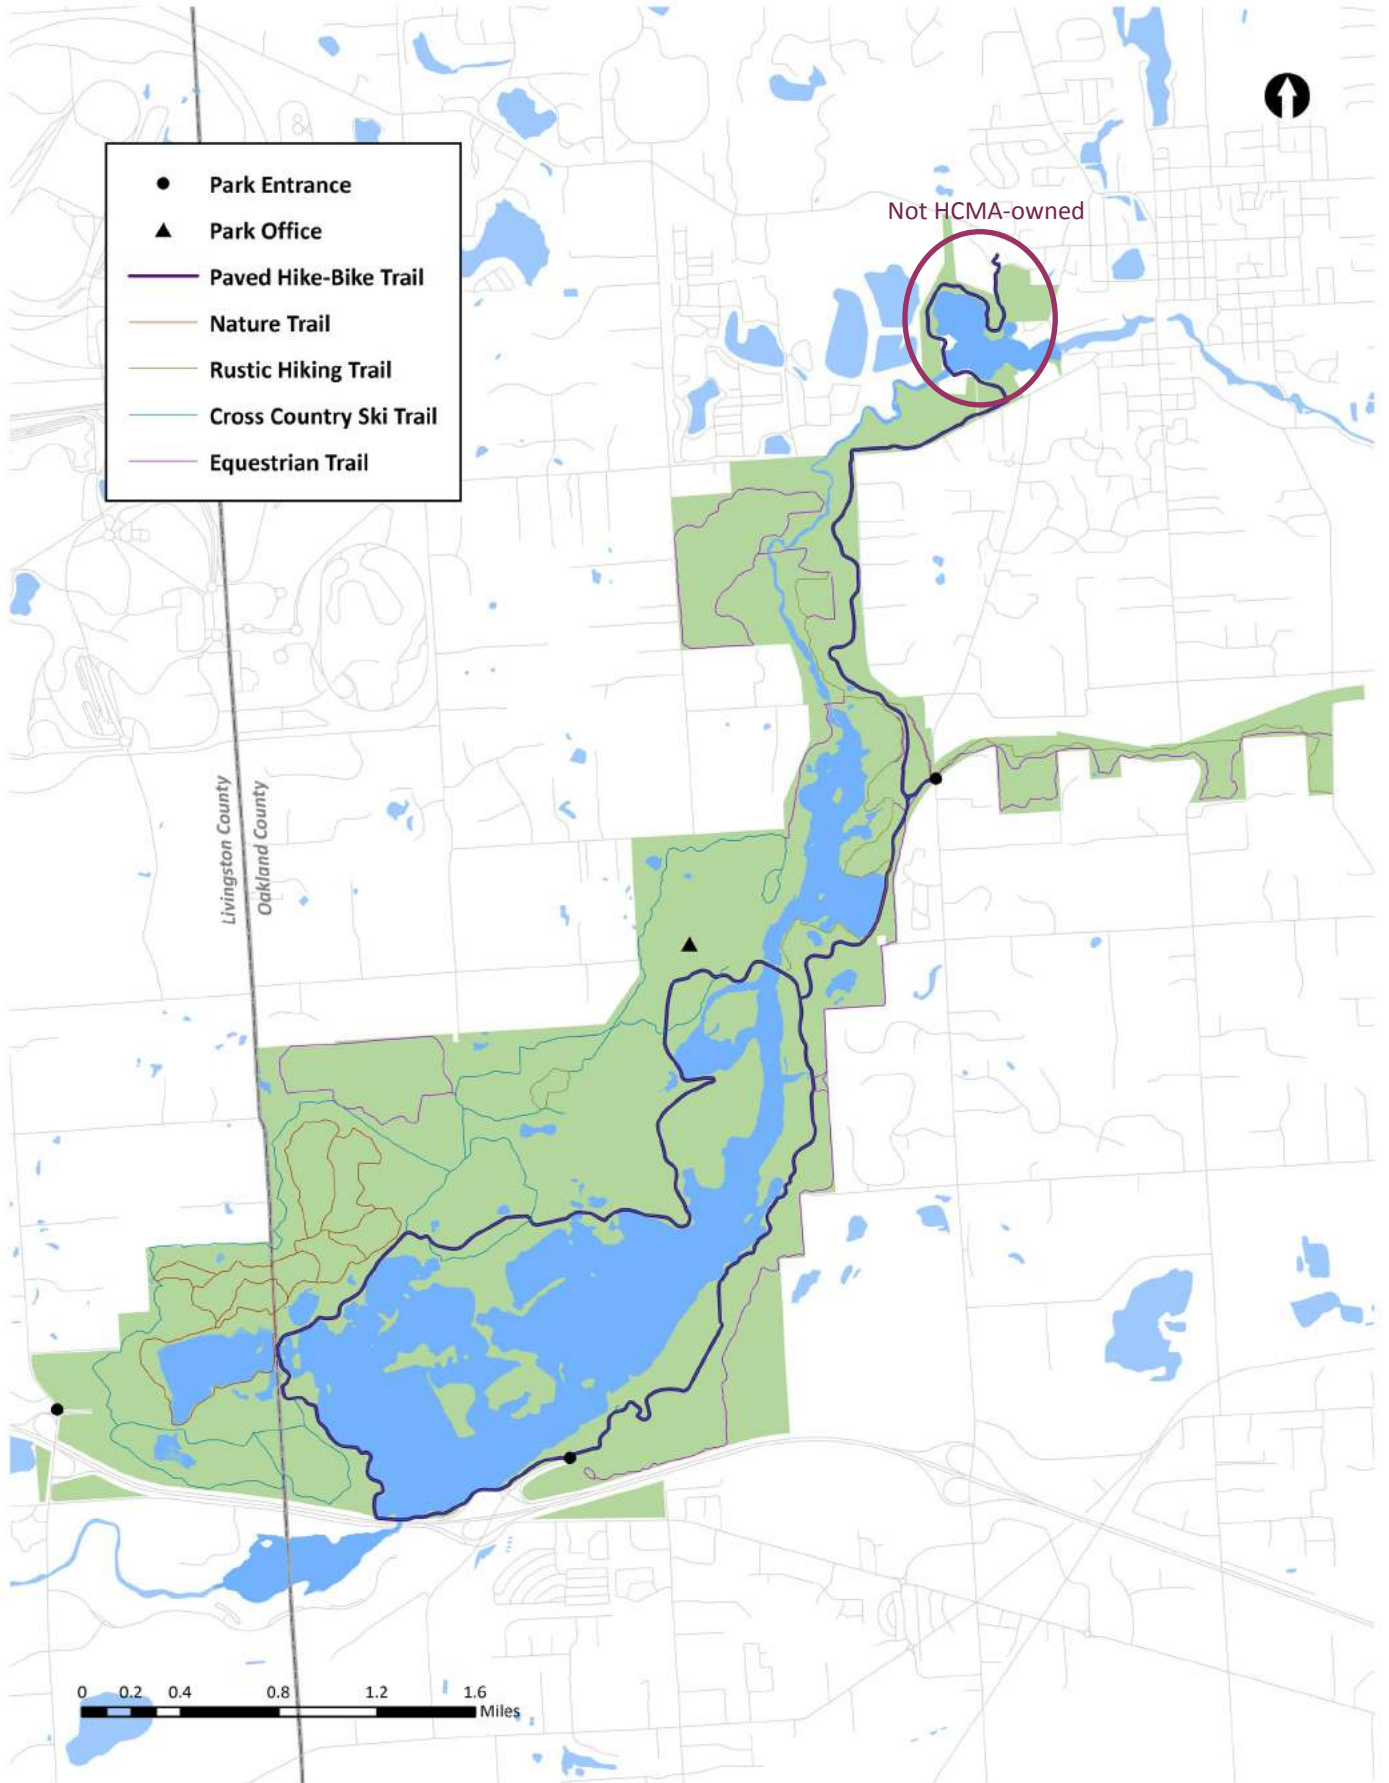 Not HCMA-owned
Park Entrance
Park Office
Paved Hike-Bike Trail
Nature Trail
Rustic Hiking Trail
Cross Country Ski Trail
Equestrian Trail
Livingston County
Oakland County
0 0.2 0.4 0.8 1.2 1.6
Miles